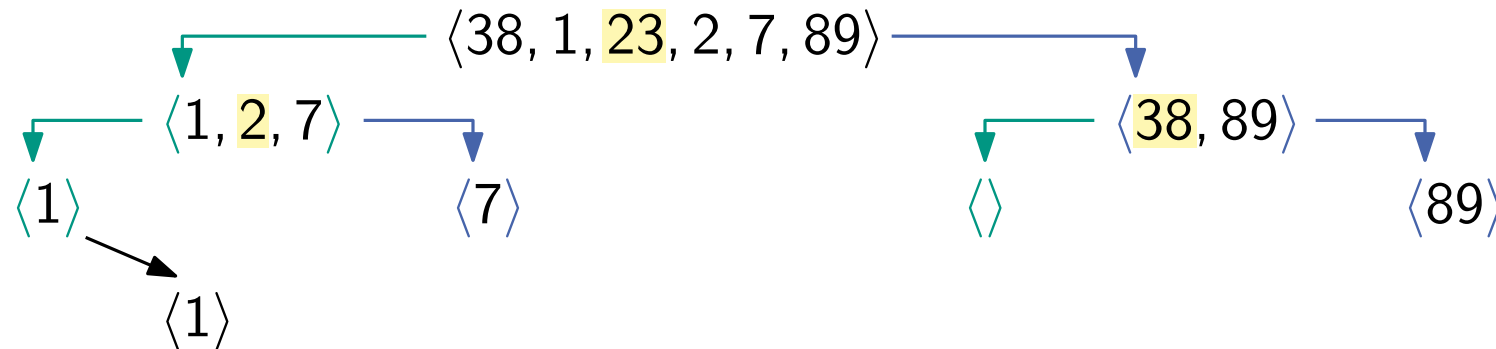 ⟨38, 1, 23, 2, 7, 89⟩
⟨1, 2, 7⟩ ⟨38, 89⟩
⟨1⟩ ⟨7⟩ ⟨⟩ ⟨89⟩
⟨1⟩